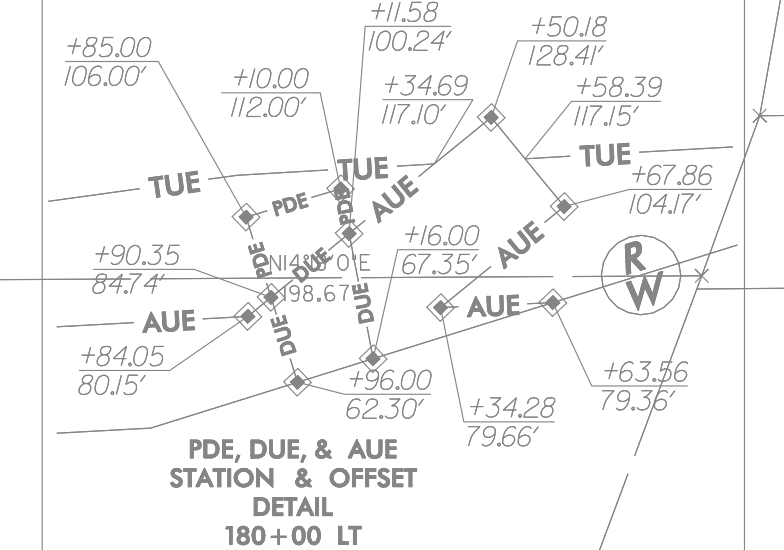 +11.58
100.24′
+50.18
128.41′
+85.00
106.00′
+10.00
112.00′
+34.69
117.10′
+58.39
117.15′
TUE
TUE
TUE
+67.86
104.17′
PDE
PDE
AUE
PDE
DUE
AUE
+90.35
84.74′
+16.00
67.35′
R
W
DUE
AUE
AUE
DUE
+84.05
80.15′
+96.00
62.30′
+34.28
79.66′
+63.56
79.36′
PDE, DUE, & AUE
STATION & OFFSET
DETAIL
180+00 LT